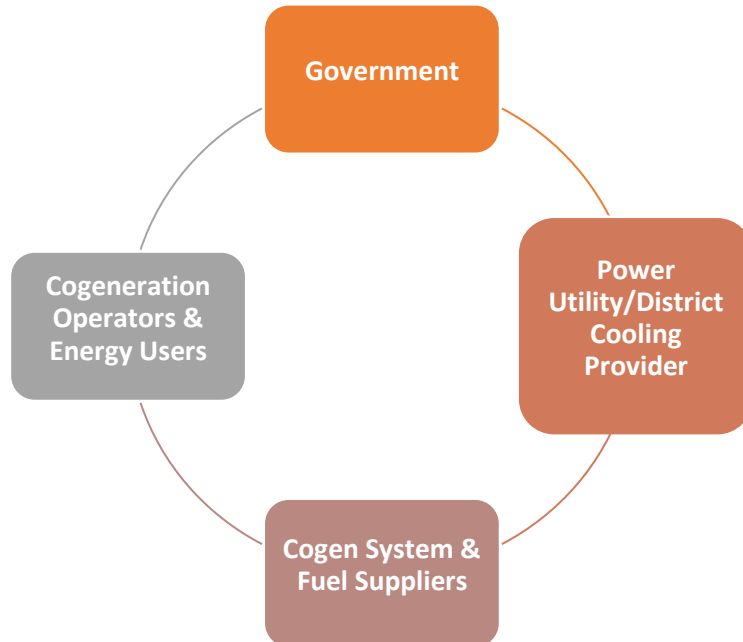 Government
Power
Utility/District
Cooling
Provider
Cogen System &
Fuel Suppliers
Cogeneration
Operators &
Energy Users